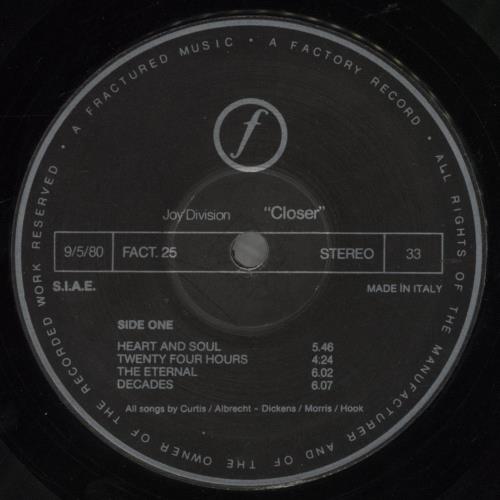 · A FRACTURED MUSIC · A FACTORY RECORD · ALL RIGHTS OF THE MANUFACTURER AND OF THE OWNER OF THE RECORDED WORK RESERVED
f
Joy Division "Closer"
9/5/80 FACT. 25 STEREO 33
S.I.A.E. MADE IN ITALY
SIDE ONE
HEART AND SOUL 5.46
TWENTY FOUR HOURS 4:24
THE ETERNAL 6.02
DECADES 6.07
All songs by Curtis / Albrecht - Dickens / Morris / Hook